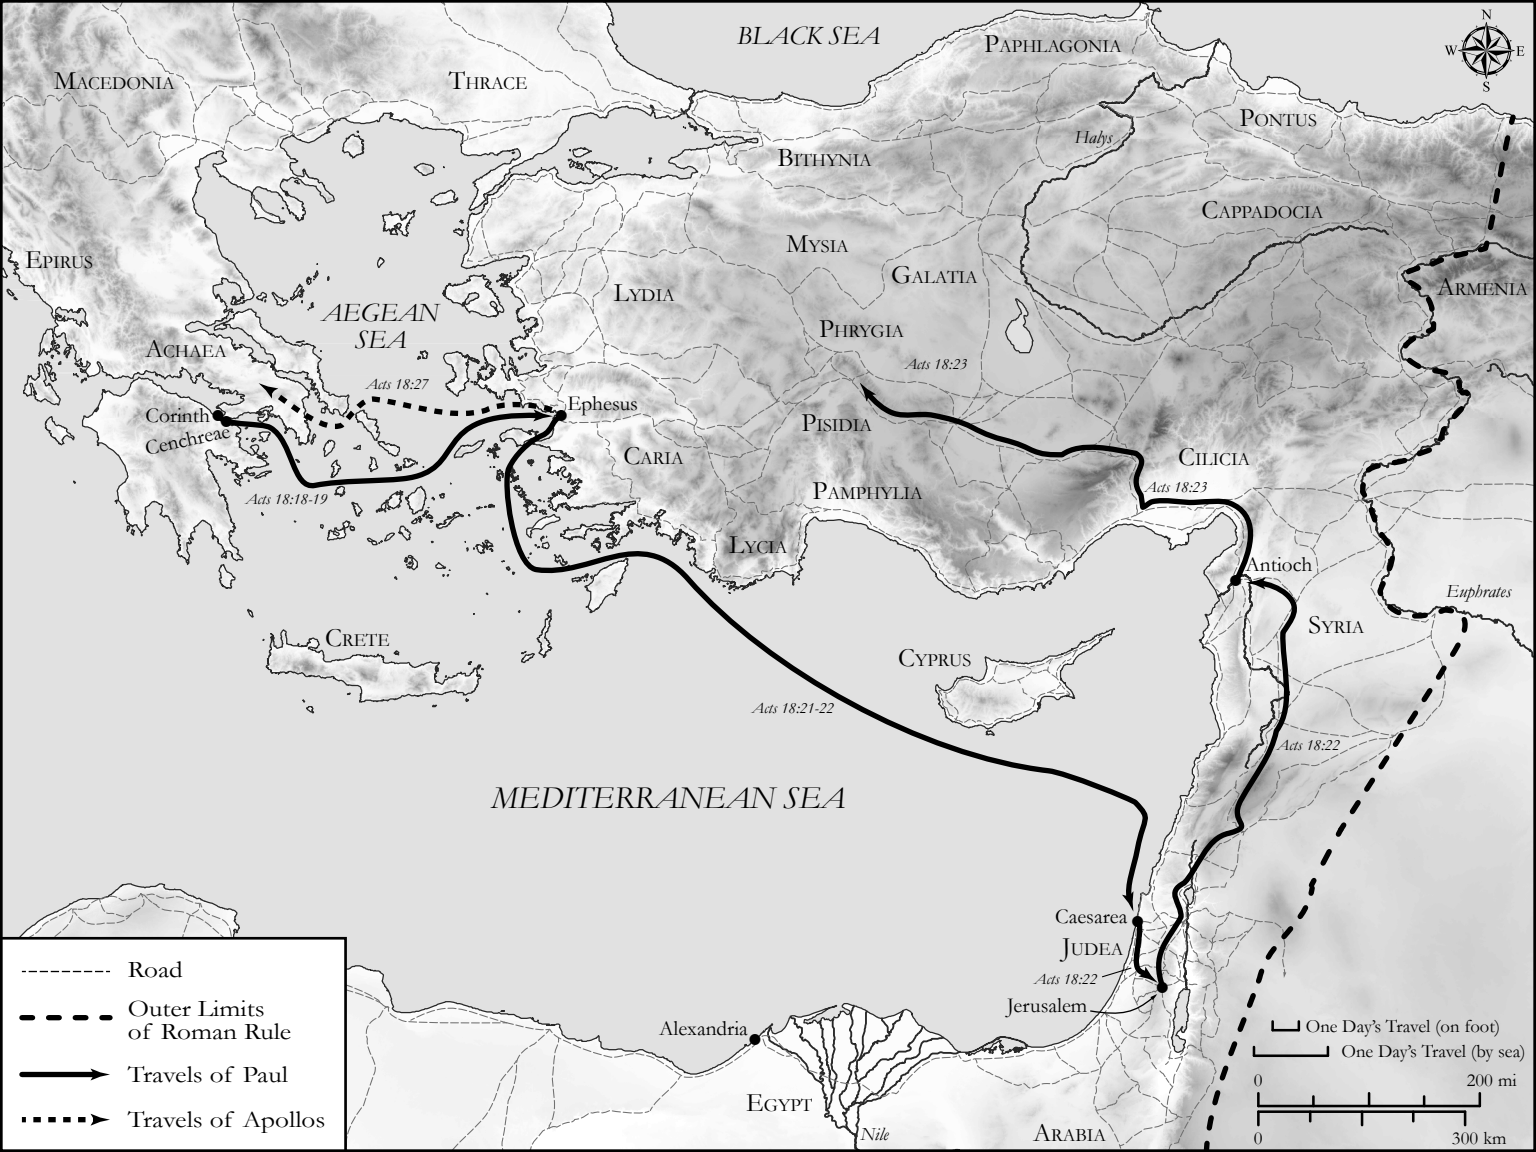 BLACK SEA
N
W
E
S
PAPHLAGONIA
MACEDONIA
THRACE
PONTUS
Halys
BITHYNIA
CAPPADOCIA
MYSIA
EPIRUS
GALATIA
ARMENIA
LYDIA
AEGEAN
SEA
PHRYGIA
ACHAEA
Acts 18:23
Acts 18:27
Ephesus
Corinth
Cenchreae
PISIDIA
CARIA
CILICIA
Acts 18:23
PAMPHYLIA
Acts 18:18-19
LYCIA
Antioch
Euphrates
SYRIA
CRETE
CYPRUS
Acts 18:21-22
Acts 18:22
MEDITERRANEAN SEA
Caesarea
JUDEA
Acts 18:22
Jerusalem
Alexandria
EGYPT
Nile
ARABIA
Road
Outer Limits
of Roman Rule
Travels of Paul
Travels of Apollos
One Day's Travel (on foot)
One Day's Travel (by sea)
0
200 mi
0
300 km